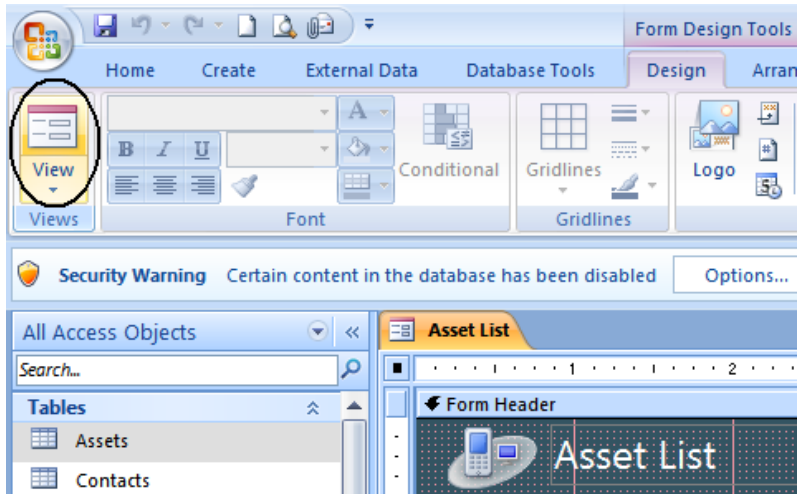 Form Design Tools
Home Create External Data Database Tools Design Arran
View
B I U
A
Conditional
Gridlines
Logo
Views Font Gridlines
Security Warning Certain content in the database has been disabled Options...
All Access Objects «
Asset List
Search...
1 2
Tables
Form Header
Assets
Asset List
Contacts